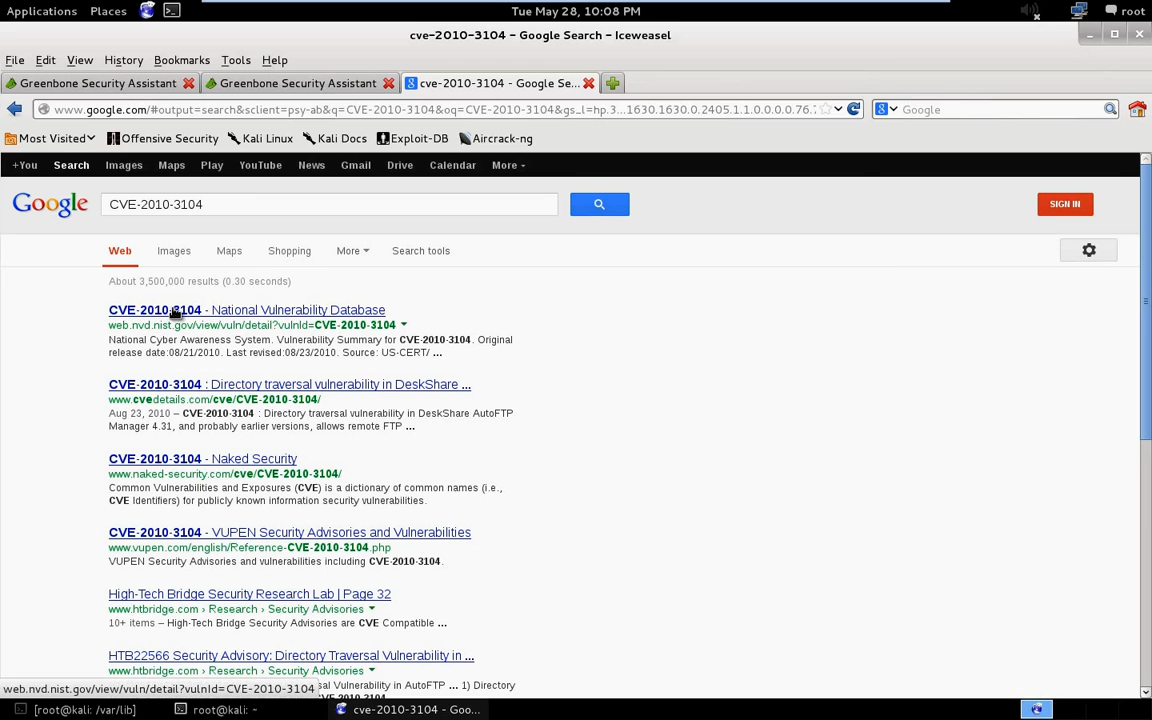 Applications Places Tue May 28, 10:08 PM root
cve-2010-3104 - Google Search - Iceweasel
File Edit View History Bookmarks Tools Help
Greenbone Security Assistant Greenbone Security Assistant cve-2010-3104 - Google Se...
www.google.com/#output=search&sclient=psy-ab&q=CVE-2010-3104&oq=CVE-2010-3104&gs_l=hp.3...1630.1630.0.2405.1.1.0.0.0.0.76. Google
Most Visited Offensive Security Kali Linux Kali Docs Exploit-DB Aircrack-ng
+You Search Images Maps Play YouTube News Gmail Drive Calendar More
Google CVE-2010-3104 SIGN IN
Web Images Maps Shopping More Search tools
About 3,500,000 results (0.30 seconds)
CVE-2010-3104 - National Vulnerability Database
web.nvd.nist.gov/view/vuln/detail?vulnId=CVE-2010-3104
National Cyber Awareness System. Vulnerability Summary for CVE-2010-3104. Original
release date:08/21/2010. Last revised:08/23/2010. Source: US-CERT/ ...
CVE-2010-3104 : Directory traversal vulnerability in DeskShare ...
www.cvedetails.com/cve/CVE-2010-3104/
Aug 23, 2010 – CVE-2010-3104 : Directory traversal vulnerability in DeskShare AutoFTP
Manager 4.31, and probably earlier versions, allows remote FTP ...
CVE-2010-3104 - Naked Security
www.naked-security.com/cve/CVE-2010-3104/
Common Vulnerabilities and Exposures (CVE) is a dictionary of common names (i.e.,
CVE Identifiers) for publicly known information security vulnerabilities.
CVE-2010-3104 - VUPEN Security Advisories and Vulnerabilities
www.vupen.com/english/Reference-CVE-2010-3104.php
VUPEN Security Advisories and vulnerabilities including CVE-2010-3104.
High-Tech Bridge Security Research Lab | Page 32
www.htbridge.com › Research › Security Advisories
10+ items – High-Tech Bridge Security Advisories are CVE Compatible ...
HTB22566 Security Advisory: Directory Traversal Vulnerability in ...
www.htbridge.com › Research › Security Advisories
al Vulnerability in AutoFTP ... 1) Directory
web.nvd.nist.gov/view/vuln/detail?vulnId=CVE-2010-3104
[root@kali: /var/lib] root@kali: ~ cve-2010-3104 - Goo...